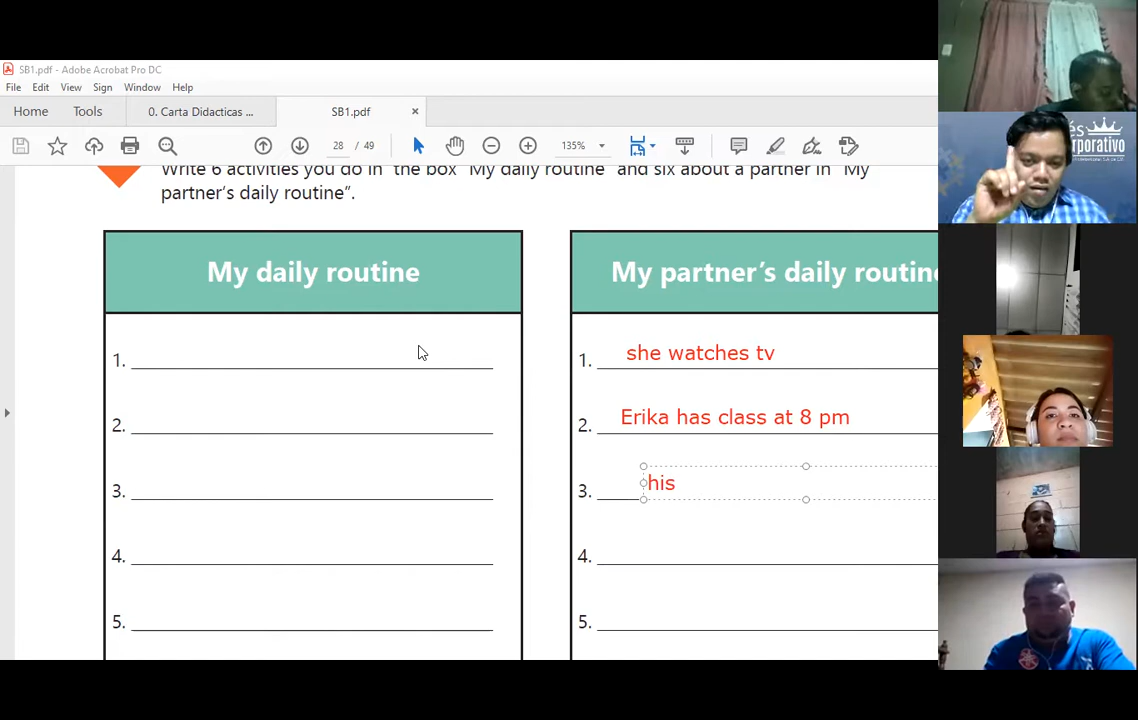 SB1.pdf - Adobe Acrobat Pro DC
File Edit View Sign Window Help
Home Tools 0. Carta Didacticas ... SB1.pdf ×
28 / 49 135%
Write 6 activities you do in "the box "My daily routine" and six about a partner in "My
partner's daily routine".
My daily routine
My partner's daily routine
1.
1. she watches tv
2.
2. Erika has class at 8 pm
3.
3. his
4.
4.
5.
5.
és
rporativo